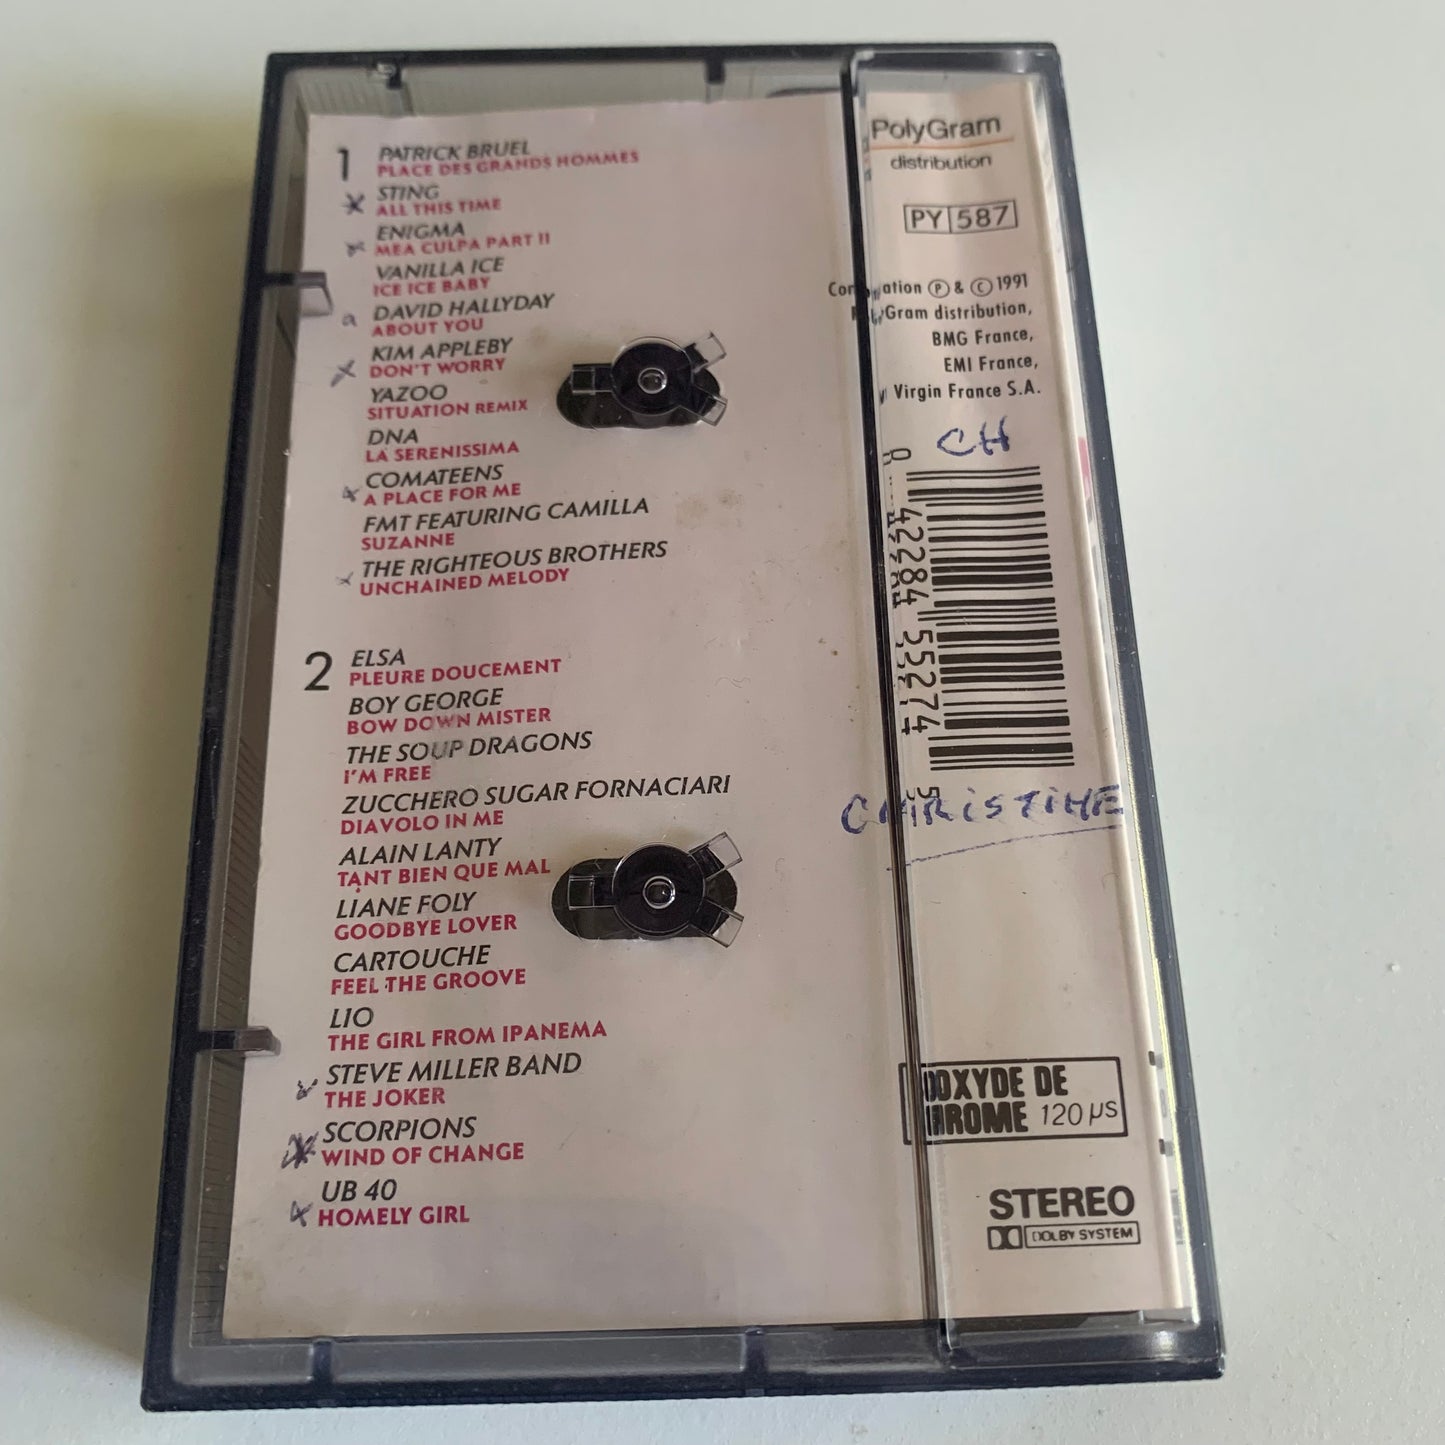 1 PATRICK BRUEL
PLACE DES GRANDS HOMMES
STING
ALL THIS TIME
ENIGMA
MEA CULPA PART II
VANILLA ICE
ICE ICE BABY
DAVID HALLYDAY
ABOUT YOU
KIM APPLEBY
DON'T WORRY
YAZOO
SITUATION REMIX
DNA
LA SERENISSIMA
COMATEENS
A PLACE FOR ME
FMT FEATURING CAMILLA
SUZANNE
THE RIGHTEOUS BROTHERS
UNCHAINED MELODY
2 ELSA
PLEURE DOUCEMENT
BOY GEORGE
BOW DOWN MISTER
THE SOUP DRAGONS
I'M FREE
ZUCCHERO SUGAR FORNACIARI
DIAVOLO IN ME
ALAIN LANTY
TANT BIEN QUE MAL
LIANE FOLY
GOODBYE LOVER
CARTOUCHE
FEEL THE GROOVE
LIO
THE GIRL FROM IPANEMA
STEVE MILLER BAND
THE JOKER
SCORPIONS
WIND OF CHANGE
UB 40
HOMELY GIRL
PolyGram
distribution
PY 587
Ⓟ & © 1991
distribution,
BMG France,
EMI France,
Virgin France S.A.
CH
42284 55274
CHRISTINE
DE
120 µs
STEREO
DOLBY SYSTEM